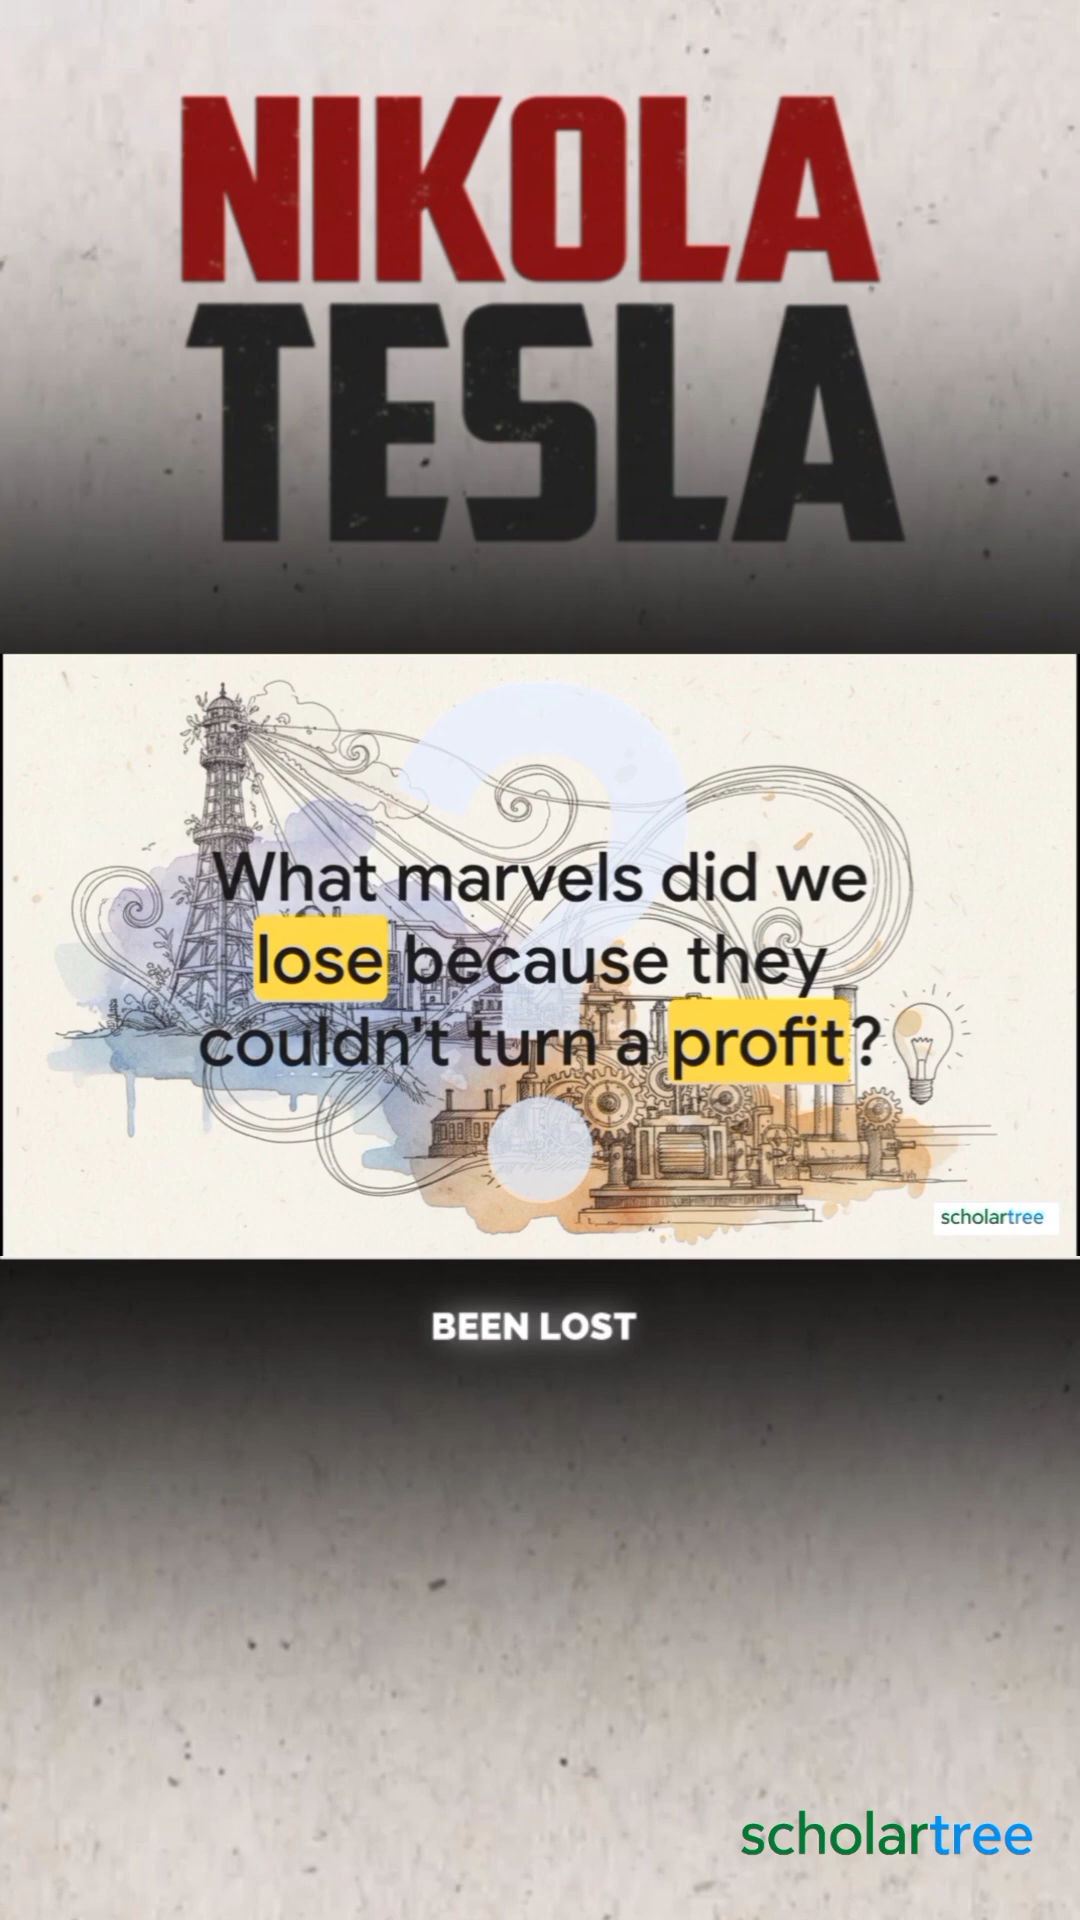 NIKOLA
TESLA
What marvels did we
lose because they
couldn't turn a profit?
scholartree
BEEN LOST
scholartree